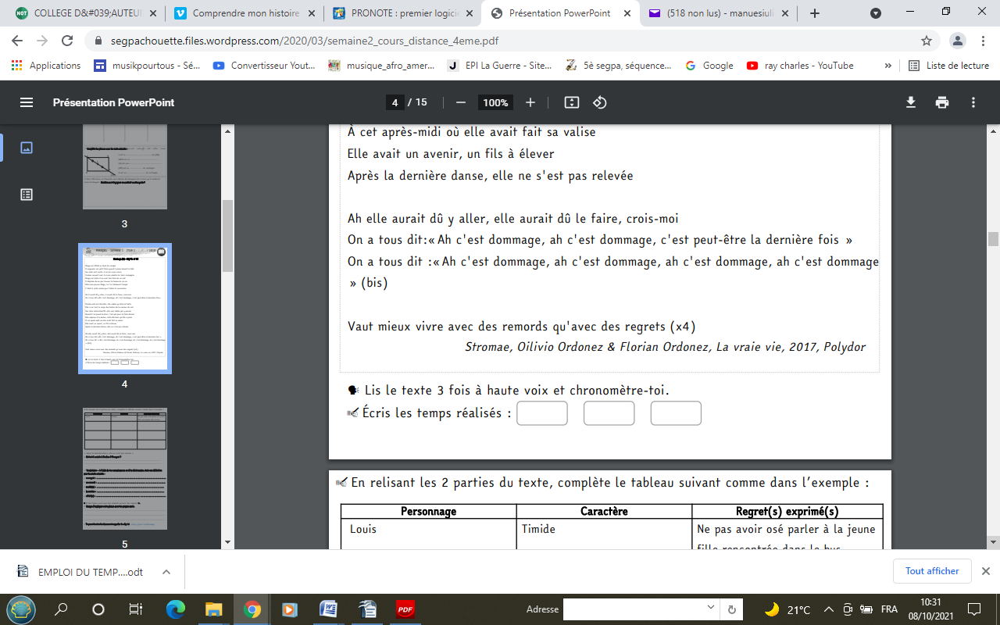 COLLEGE D&#039;AUTEUI
Comprendre mon histoire
PRONOTE : premier logicie
Présentation PowerPoint
(518 non lus) - manuesiuli
segpachouette.files.wordpress.com/2020/03/semaine2_cours_distance_4eme.pdf
Applications
musikpourtous - Sé...
Convertisseur Yout...
musique_afro_amer...
EPI La Guerre - Site...
5è segpa, séquence...
Google
ray charles - YouTube
»
Liste de lecture
Présentation PowerPoint
4 / 15
100%
À cet après-midi où elle avait fait sa valise
Elle avait un avenir, un fils à élever
Après la dernière danse, elle ne s'est pas relevée
Ah elle aurait dû y aller, elle aurait dû le faire, crois-moi
On a tous dit:« Ah c'est dommage, ah c'est dommage, c'est peut-être la dernière fois »
On a tous dit :« Ah c'est dommage, ah c'est dommage, ah c'est dommage, ah c'est dommage
» (bis)
Vaut mieux vivre avec des remords qu'avec des regrets (x4)
Stromae, Oilivio Ordonez & Florian Ordonez, La vraie vie, 2017, Polydor
Lis le texte 3 fois à haute voix et chronomètre-toi.
Écris les temps réalisés :
En relisant les 2 parties du texte, complète le tableau suivant comme dans l'exemple :
Personnage Caractère Regret(s) exprimé(s)
Louis Timide Ne pas avoir osé parler à la jeune
fille rencontrée dans le bus
3
4
5
EMPLOI DU TEMP....odt
Tout afficher
Adresse
21°C
FRA
10:31
08/10/2021